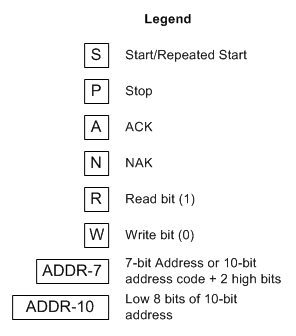 Legend
S Start/Repeated Start
P Stop
A ACK
N NAK
R Read bit (1)
W Write bit (0)
ADDR-7 7-bit Address or 10-bit
address code + 2 high bits
ADDR-10 Low 8 bits of 10-bit
address